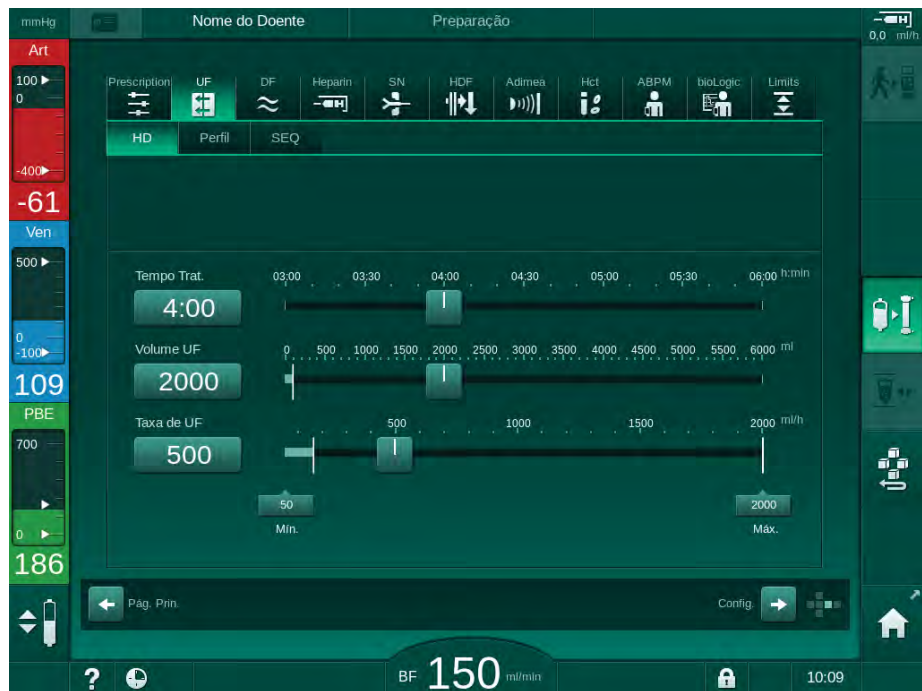 mmHg Nome do Doente Preparação 0,0 ml/h
Art
100
0
-400
-61
Ven
500
0
-100
109
PBE
700
0
186
Prescription UF DF Heparin SN HDF Adimea Hct ABPM bioLogic Limits
HD Perfil SEQ
Tempo Trat. 03:00 03:30 04:00 04:30 05:00 05:30 06:00 h:min
4:00
Volume UF 0 500 1000 1500 2000 2500 3000 3500 4000 4500 5000 5500 6000 ml
2000
Taxa de UF 500 1000 1500 2000 ml/h
500
50 2000
Mín. Máx.
Pág. Prin. Config.
? BF 150 ml/min 10:09